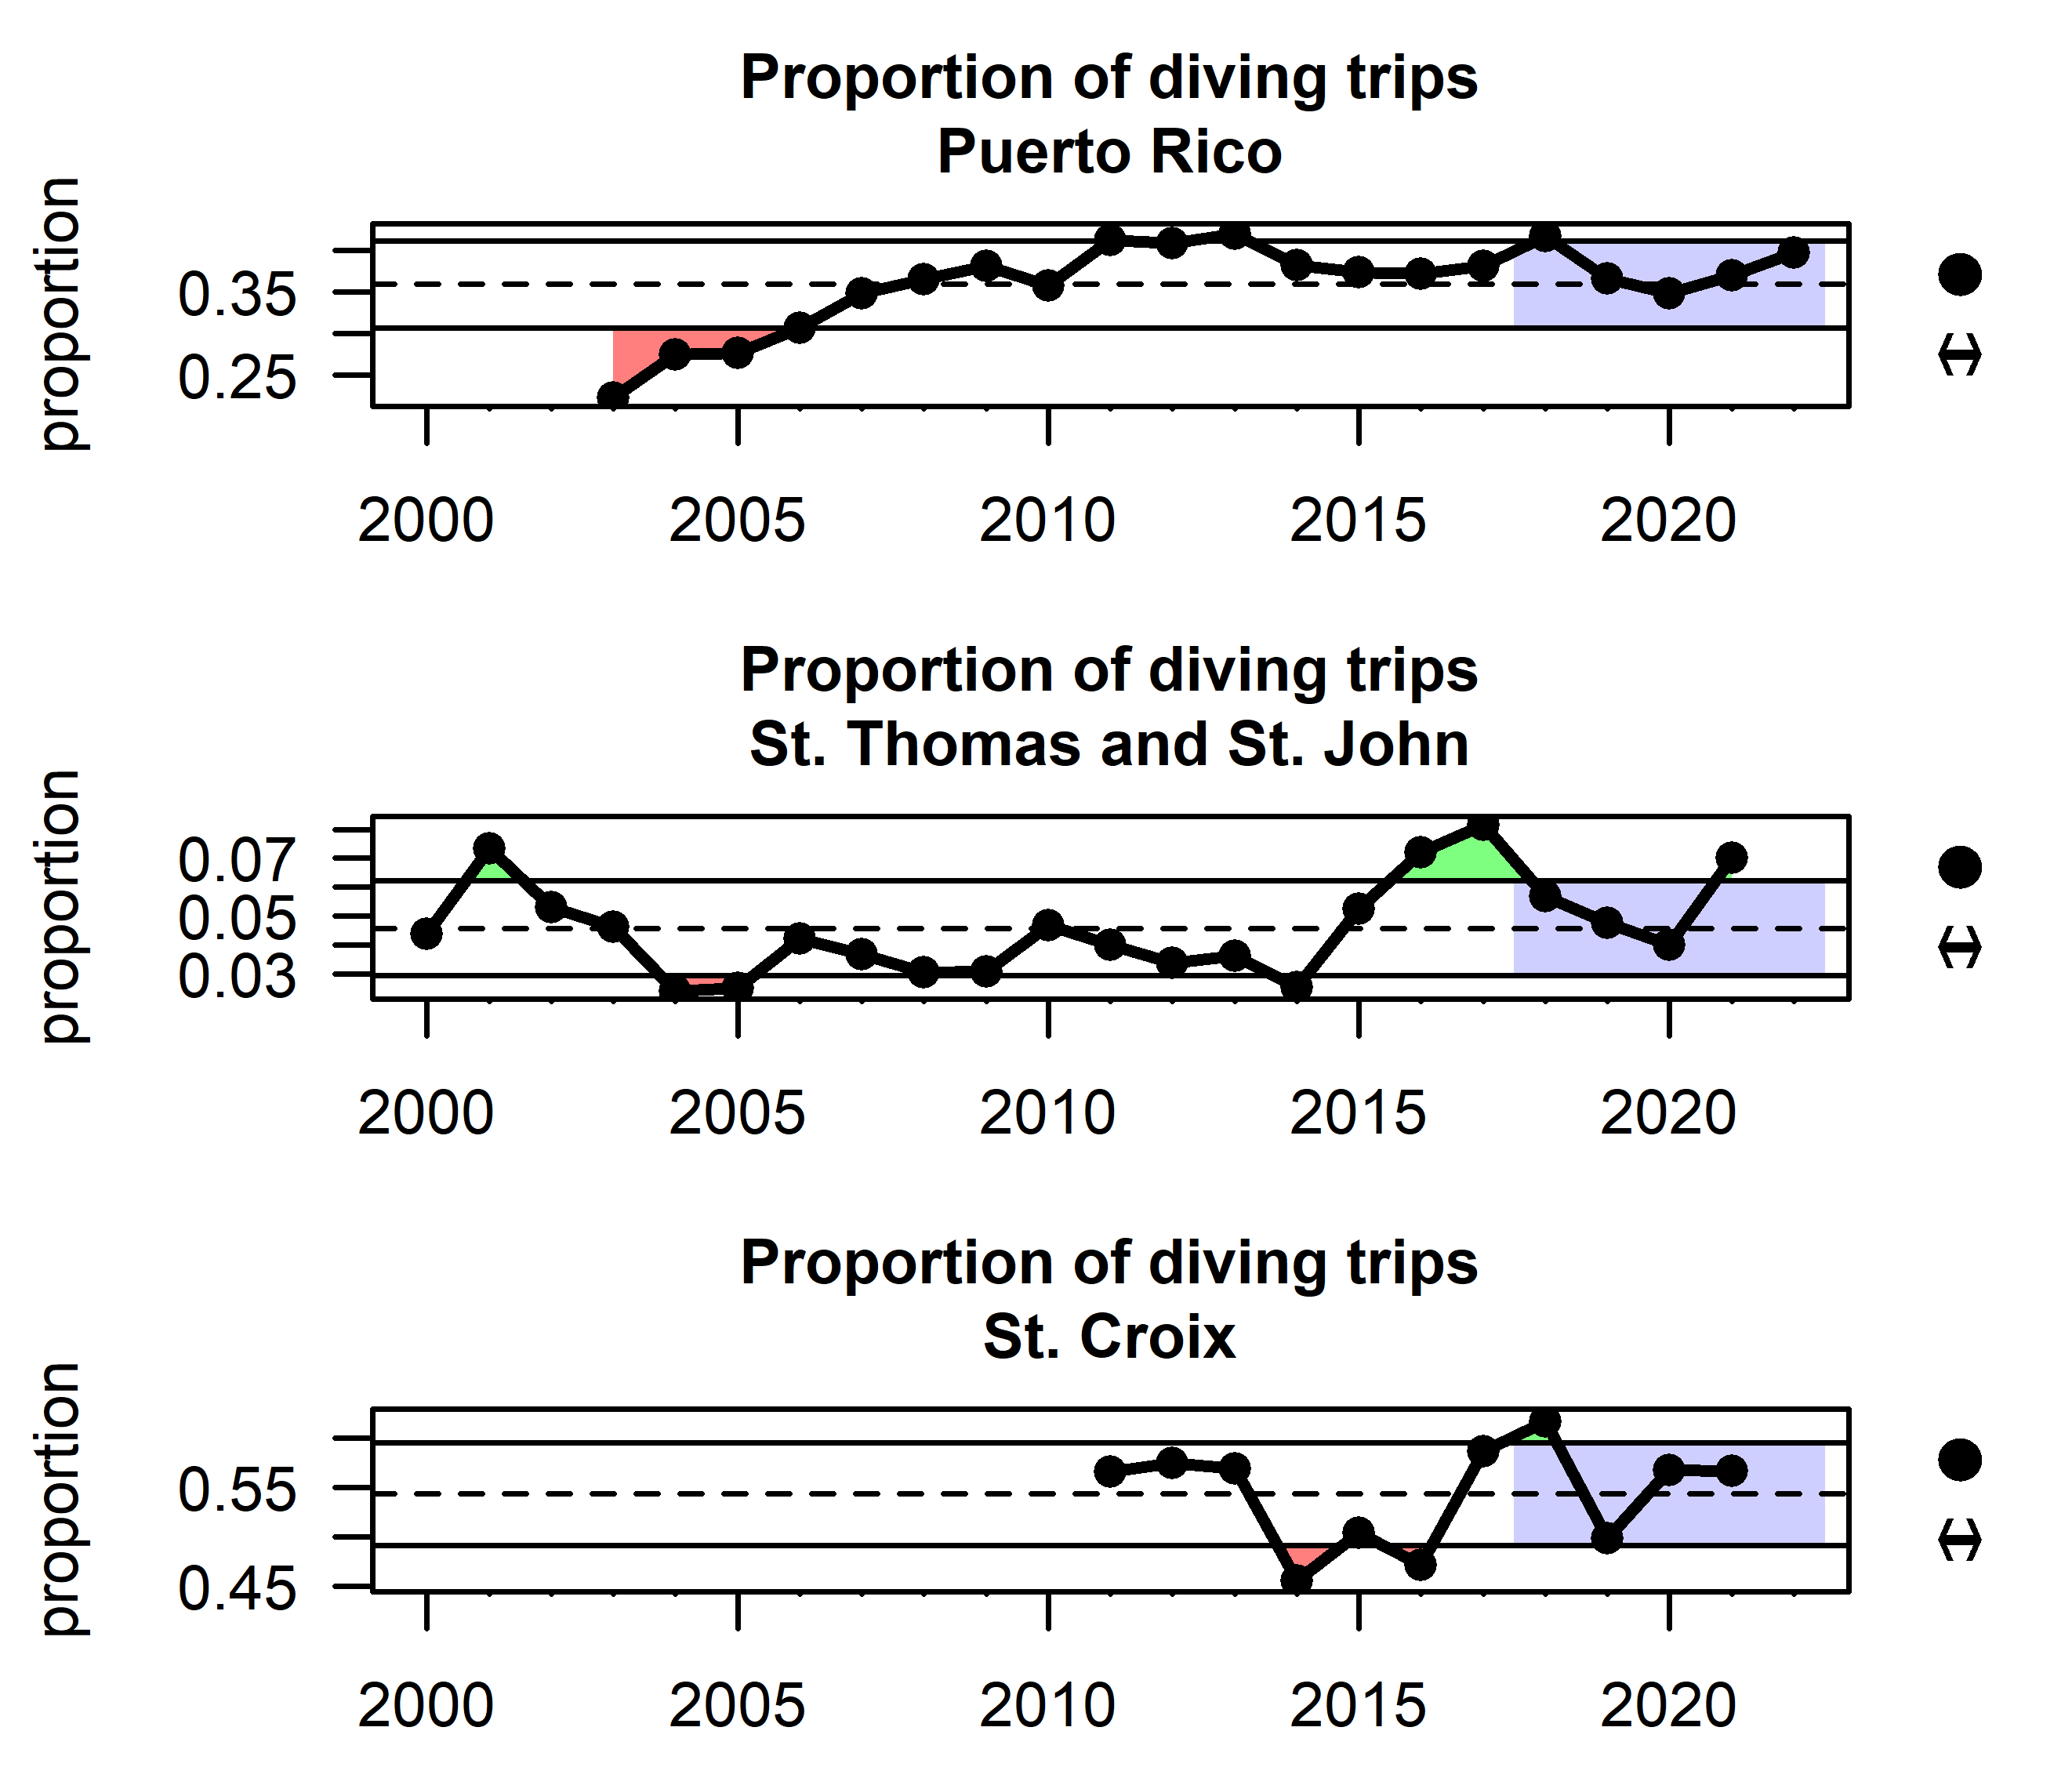 Proportion of diving trips
Puerto Rico
proportion
0.35
0.25
2000 2005 2010 2015 2020
Proportion of diving trips
St. Thomas and St. John
proportion
0.07
0.05
0.03
2000 2005 2010 2015 2020
Proportion of diving trips
St. Croix
proportion
0.55
0.45
2000 2005 2010 2015 2020